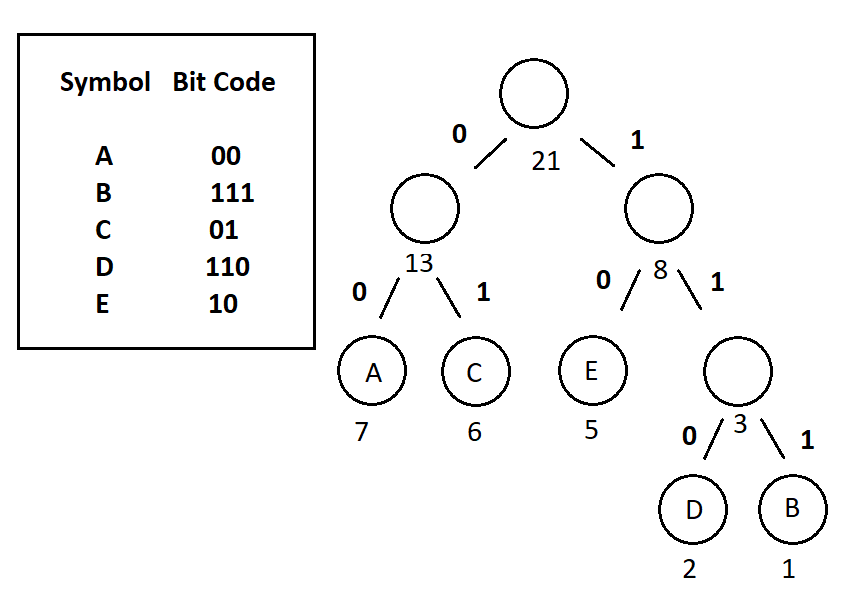 Symbol Bit Code
A 00
B 111
C 01
D 110
E 10
0 1
21
13 8
0 1 0 1
A C E
7 6 5
3
0 1
D B
2 1